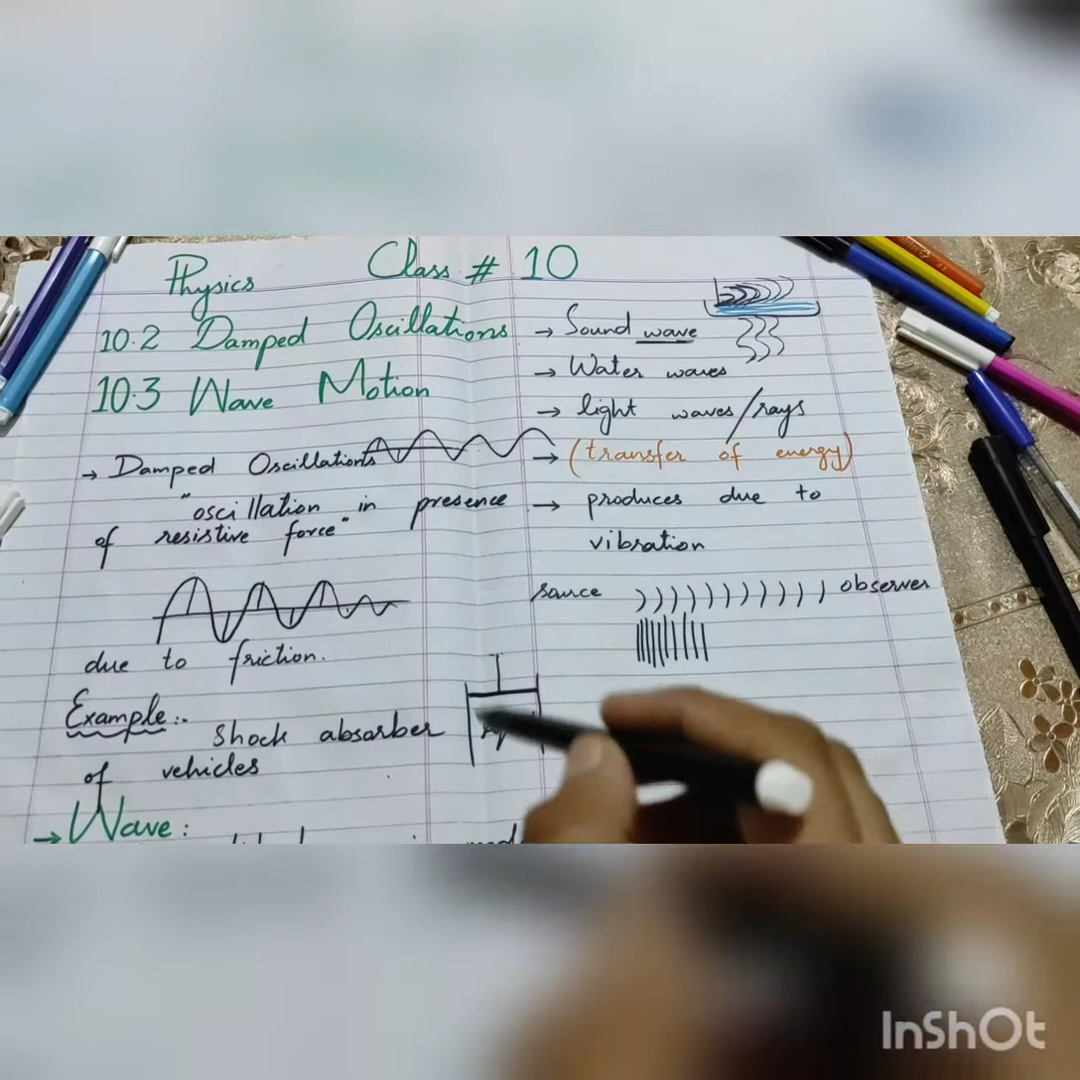 Physics Class # 10
10.2 Damped Oscillations
10.3 Wave Motion
→ Damped Oscillations
"oscillation in presence
of resistive force"
due to friction.
Example:-
Shock absorber
of vehicles
→ Wave:
→ Sound wave
→ Water waves
→ light waves/rays
→ (transfer of energy)
→ produces due to
vibration
source observer
InShOt